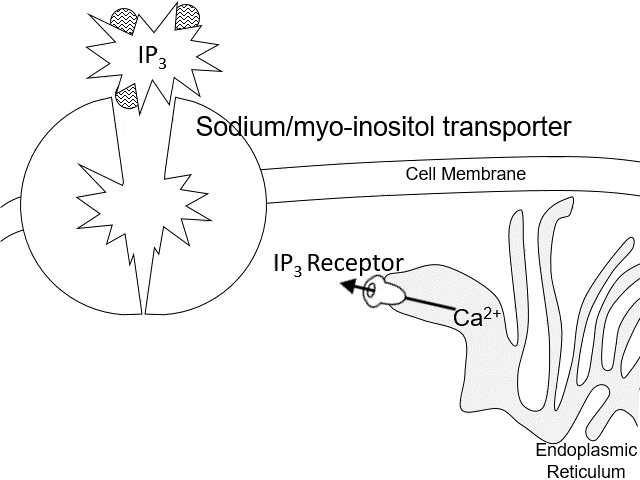 IP₃
Sodium/myo-inositol transporter
Cell Membrane
IP₃ Receptor
Ca²⁺
Endoplasmic
Reticulum